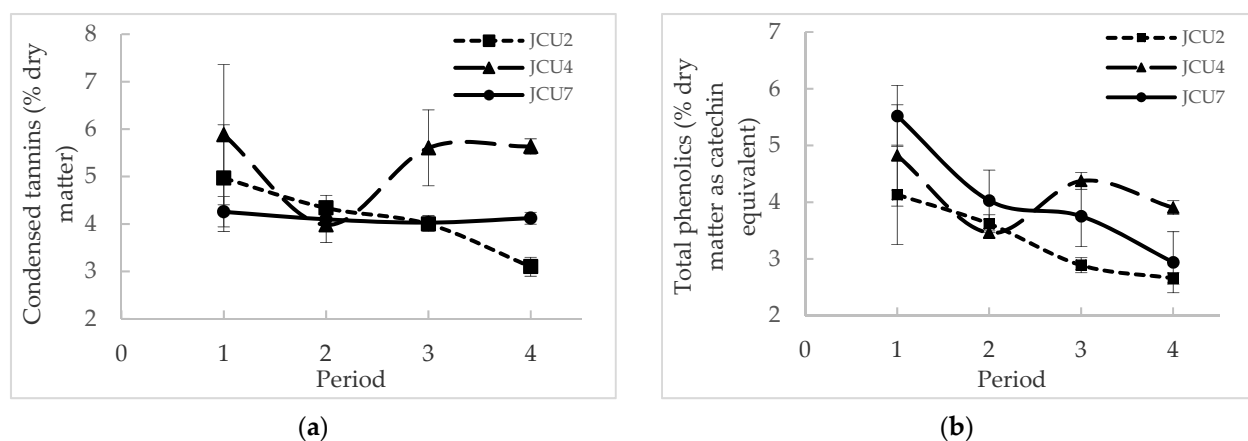 Condensed tannins (% dry
matter)
8
7
6
5
4
3
2
0
1
2
3
4
Period
JCU2
JCU4
JCU7
(a)
Total phenolics (% dry
matter as catechin
equivalent)
7
6
5
4
3
2
0
1
2
3
4
Period
JCU2
JCU4
JCU7
(b)